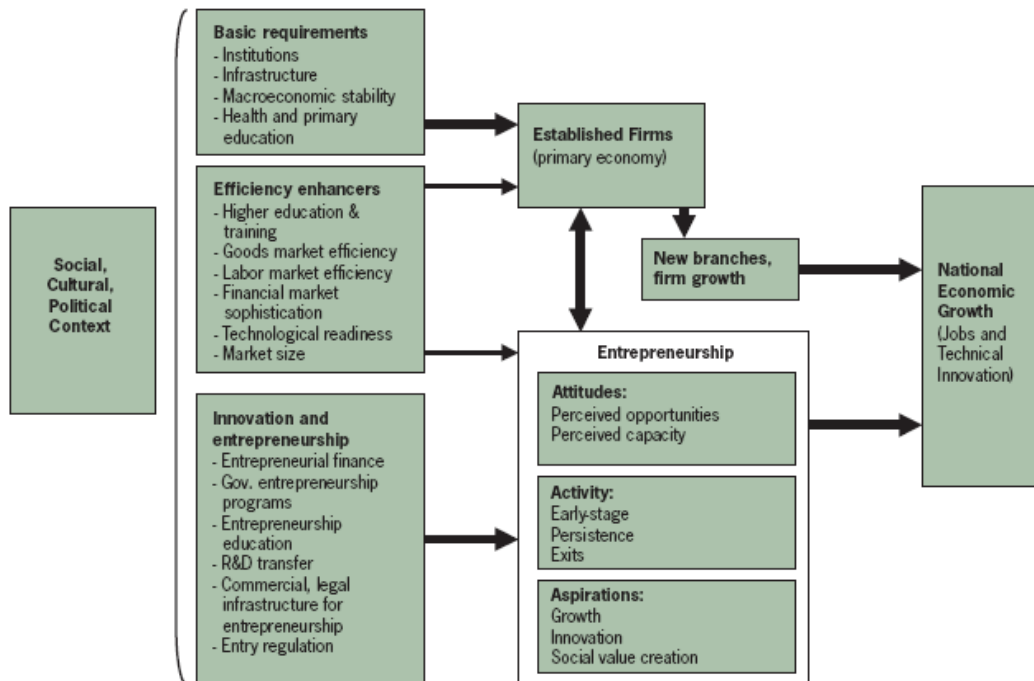 Social,
Cultural,
Political
Context
Basic requirements
- Institutions
- Infrastructure
- Macroeconomic stability
- Health and primary
education
Efficiency enhancers
- Higher education &
training
- Goods market efficiency
- Labor market efficiency
- Financial market
sophistication
- Technological readiness
- Market size
Innovation and
entrepreneurship
- Entrepreneurial finance
- Gov. entrepreneurship
programs
- Entrepreneurship
education
- R&D transfer
- Commercial, legal
infrastructure for
entrepreneurship
- Entry regulation
Established Firms
(primary economy)
New branches,
firm growth
Entrepreneurship
Attitudes:
Perceived opportunities
Perceived capacity
Activity:
Early-stage
Persistence
Exits
Aspirations:
Growth
Innovation
Social value creation
National
Economic
Growth
(Jobs and
Technical
Innovation)